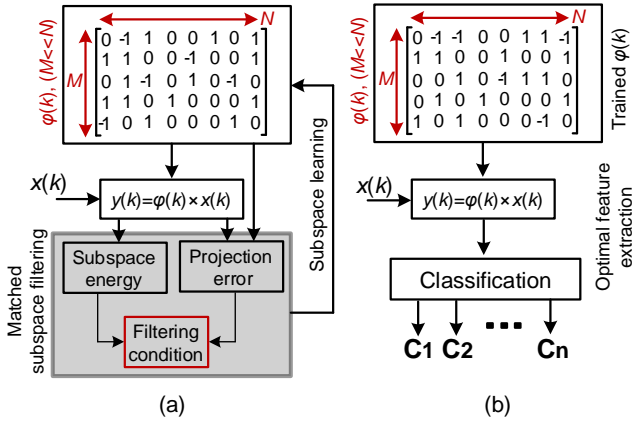 N
φ(k), (M<<N)
M
0 -1 1 0 0 1 0 1
1 1 0 0 -1 0 0 1
0 1 -1 0 1 0 -1 0
1 1 0 1 0 0 0 1
-1 0 1 0 0 0 1 0
x(k)
y(k)=φ(k)×x(k)
Subspace learning
Matched
subspace filtering
Subspace
energy
Projection
error
Filtering
condition
(a)
N
φ(k), (M<<N)
M
0 -1 -1 0 0 1 1 -1
1 1 0 0 1 0 0 1
0 0 -1 0 1 -1 1 0
0 1 0 1 0 0 0 1
1 0 1 0 0 0 -1 0
Trained φ(k)
x(k)
y(k)=φ(k)×x(k)
Optimal feature
extraction
Classification
C1 C2 ▪▪▪ Cn
(b)